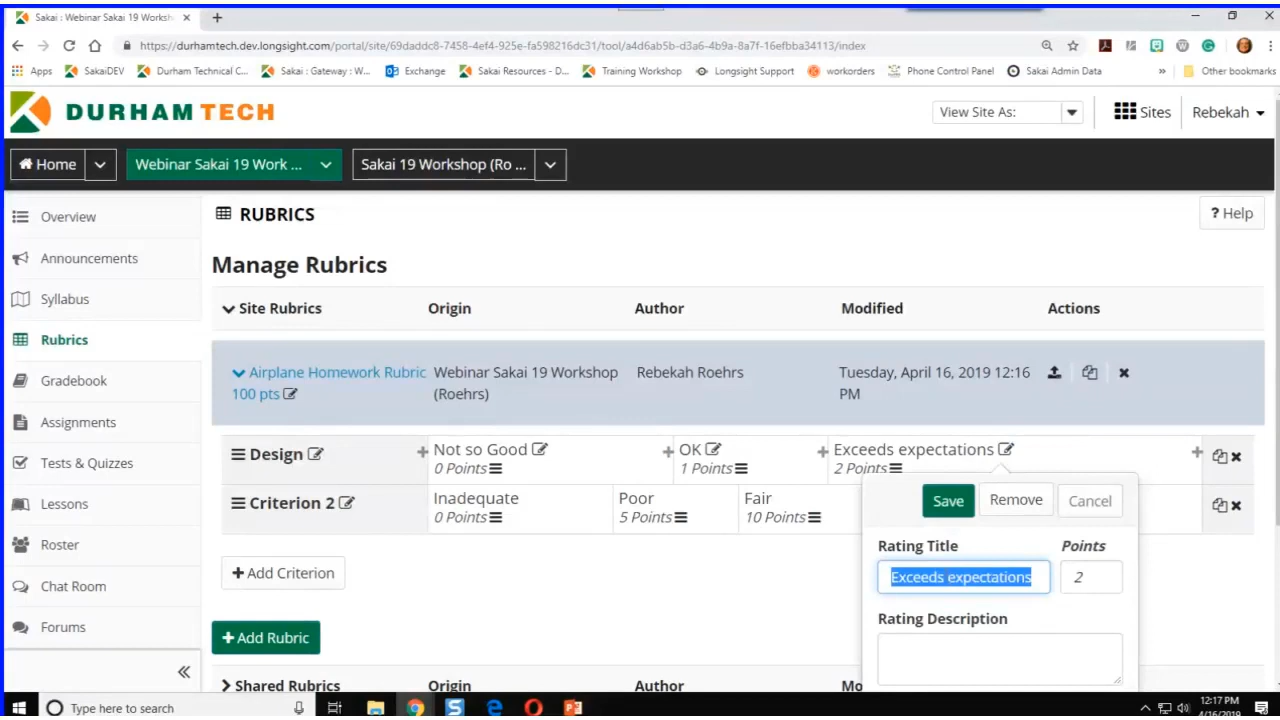 Sakai : Webinar Sakai 19 Worksh
https://durhamtech.dev.longsight.com/portal/site/69daddc8-7458-4ef4-925e-fa598216dc31/tool/a4d6ab5b-d3a6-4b9a-8a7f-16efbba34113/index
Apps SakaiDEV Durham Technical C... Sakai : Gateway : W... Exchange Sakai Resources - D... Training Workshop Longsight Support workorders Phone Control Panel Sakai Admin Data » Other bookmarks
DURHAM TECH
View Site As:
Sites
Rebekah
Home
Webinar Sakai 19 Work ...
Sakai 19 Workshop (Ro ...
Overview
Announcements
Syllabus
Rubrics
Gradebook
Assignments
Tests & Quizzes
Lessons
Roster
Chat Room
Forums
RUBRICS
? Help
Manage Rubrics
Site Rubrics Origin Author Modified Actions
Airplane Homework Rubric Webinar Sakai 19 Workshop Rebekah Roehrs Tuesday, April 16, 2019 12:16
100 pts (Roehrs) PM
Design Not so Good OK Exceeds expectations
0 Points 1 Points 2 Points
Criterion 2 Inadequate Poor Fair
0 Points 5 Points 10 Points
Save Remove Cancel
Rating Title Points
Exceeds expectations 2
Rating Description
+ Add Criterion
+ Add Rubric
Shared Rubrics Origin Author Mo
Type here to search
12:17 PM
4/16/2019